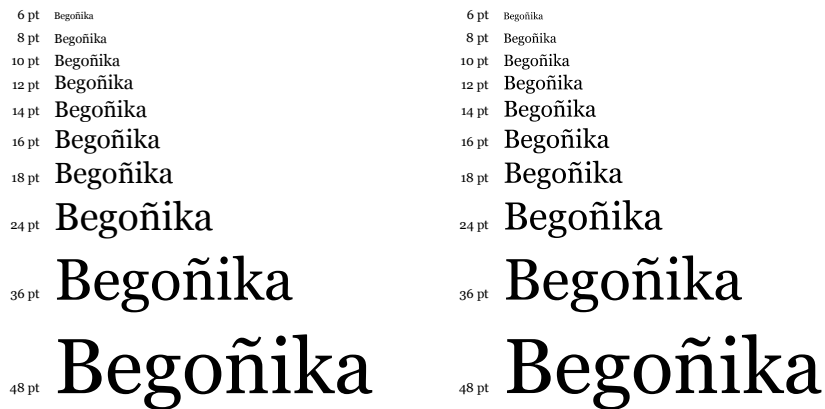 6 pt Begoñika 6 pt Begoñika
8 pt Begoñika 8 pt Begoñika
10 pt Begoñika 10 pt Begoñika
12 pt Begoñika 12 pt Begoñika
14 pt Begoñika 14 pt Begoñika
16 pt Begoñika 16 pt Begoñika
18 pt Begoñika 18 pt Begoñika
24 pt Begoñika 24 pt Begoñika
36 pt Begoñika 36 pt Begoñika
48 pt Begoñika 48 pt Begoñika